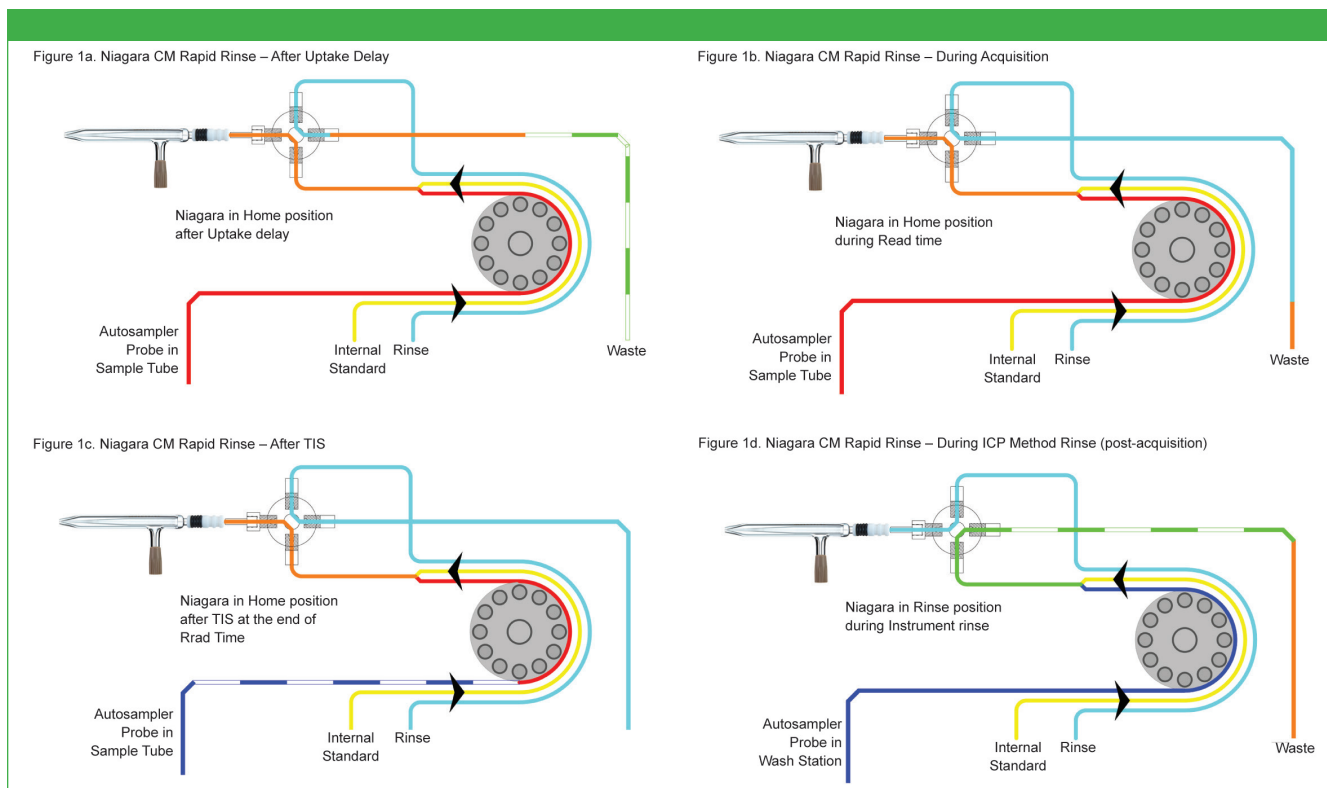 Figure 1a. Niagara CM Rapid Rinse – After Uptake Delay
Niagara in Home position
after Uptake delay
Autosampler
Probe in
Sample Tube
Internal
Standard
Rinse
Waste
Figure 1b. Niagara CM Rapid Rinse – During Acquisition
Niagara in Home position
during Read time
Autosampler
Probe in
Sample Tube
Internal
Standard
Rinse
Waste
Figure 1c. Niagara CM Rapid Rinse – After TIS
Niagara in Home position
after TIS at the end of
Rrad Time
Autosampler
Probe in
Sample Tube
Internal
Standard
Rinse
Figure 1d. Niagara CM Rapid Rinse – During ICP Method Rinse (post-acquisition)
Niagara in Rinse position
during Instrument rinse
Autosampler
Probe in
Wash Station
Internal
Standard
Rinse
Waste